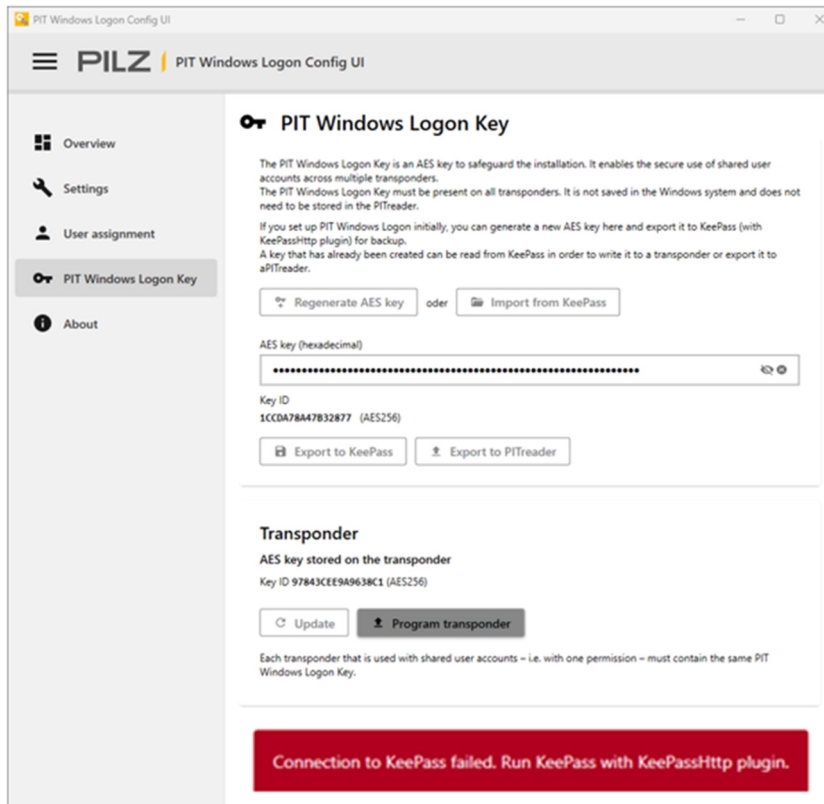 PIT Windows Logon Config UI
PILZ PIT Windows Logon Config UI
Overview
Settings
User assignment
PIT Windows Logon Key
About
PIT Windows Logon Key
The PIT Windows Logon Key is an AES key to safeguard the installation. It enables the secure use of shared user
accounts across multiple transponders.
The PIT Windows Logon Key must be present on all transponders. It is not saved in the Windows system and does not
need to be stored in the PITreader.
If you set up PIT Windows Logon initially, you can generate a new AES key here and export it to KeePass (with
KeePassHttp plugin) for backup.
A key that has already been created can be read from KeePass in order to write it to a transponder or export it to
aPITreader.
Regenerate AES key oder Import from KeePass
AES key (hexadecimal)
Key ID
1CCDA78A47B32877 (AES256)
Export to KeePass Export to PITreader
Transponder
AES key stored on the transponder
Key ID 97843CEE9A9638C1 (AES256)
Update Program transponder
Each transponder that is used with shared user accounts – i.e. with one permission – must contain the same PIT
Windows Logon Key.
Connection to KeePass failed. Run KeePass with KeePassHttp plugin.